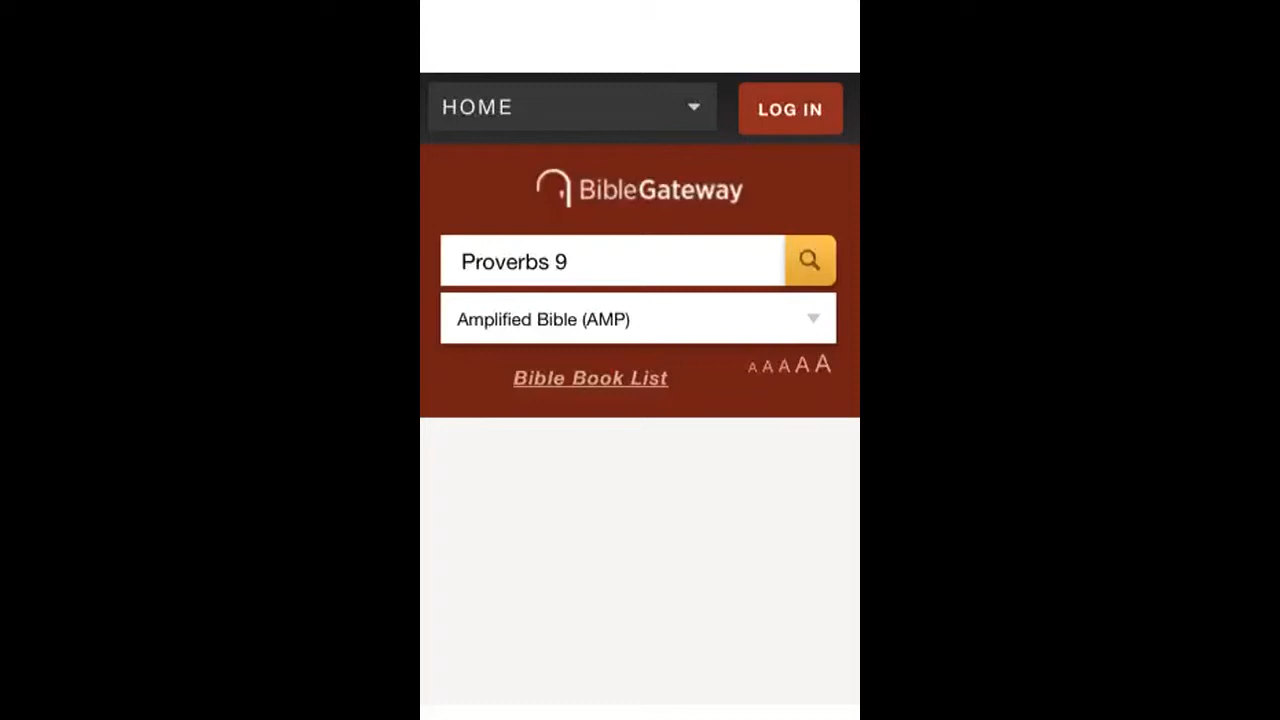 HOME
LOG IN
BibleGateway
Proverbs 9
Amplified Bible (AMP)
Bible Book List
A A A A A